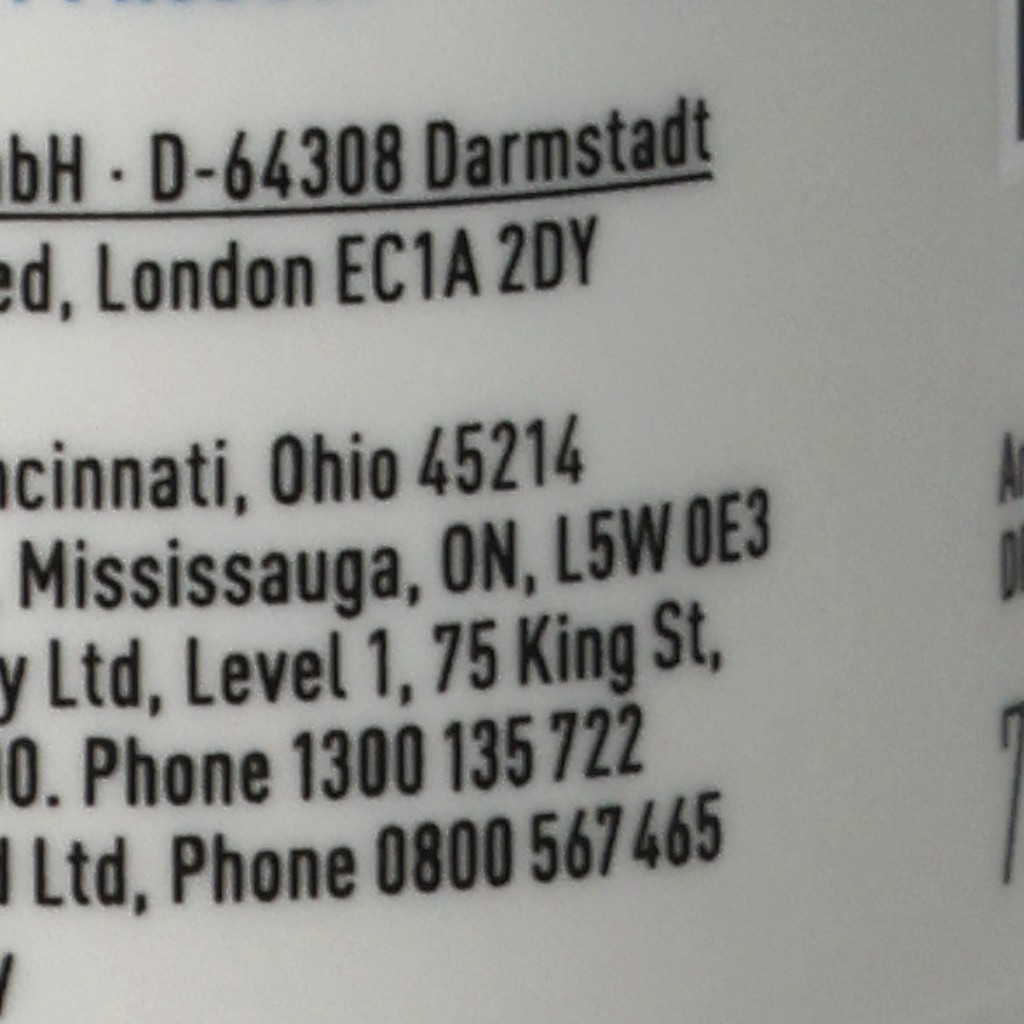 bH · D-64308 Darmstadt
ed, London EC1A 2DY
ncinnati, Ohio 45214
Mississauga, ON, L5W 0E3
y Ltd, Level 1, 75 King St,
00. Phone 1300 135 722
Ltd, Phone 0800 567 465